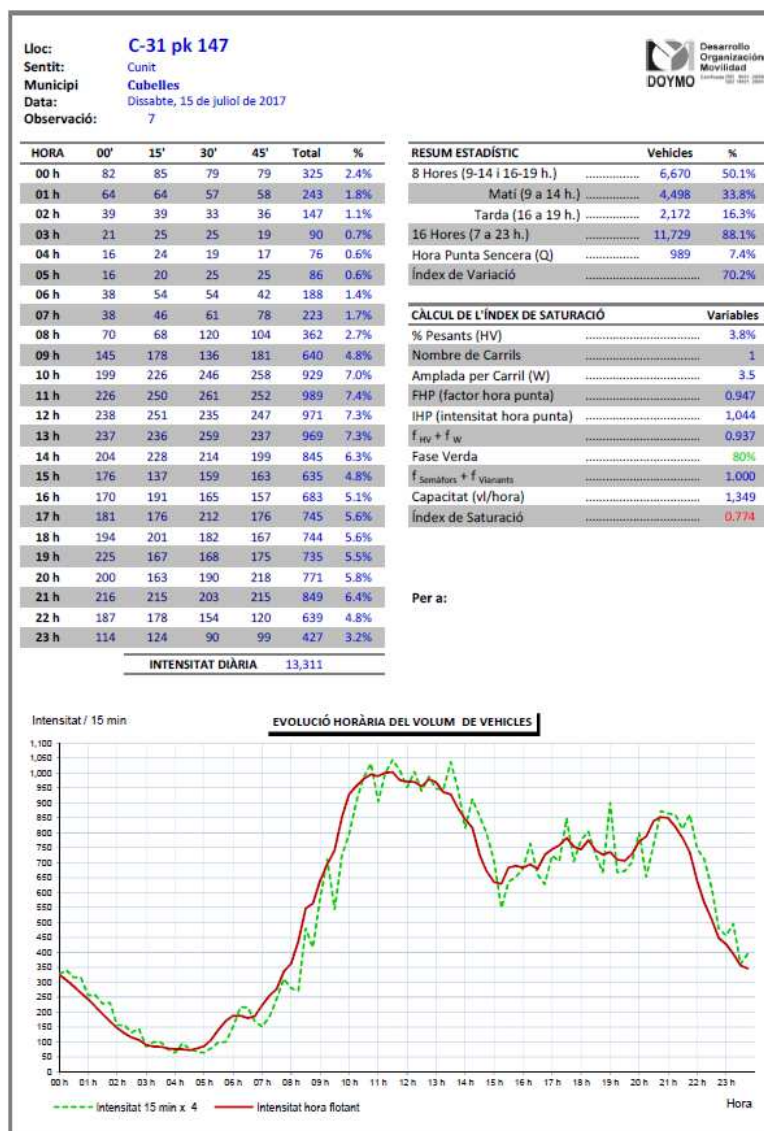 Lloc: C-31 pk 147
Sentit: Cunit
Municipi Cubelles
Data: Dissabte, 15 de juliol de 2017
Observació: 7
Desarrollo
Organización
Movilidad
DOYMO
HORA 00' 15' 30' 45' Total %
00 h 82 85 79 79 325 2.4%
01 h 64 64 57 58 243 1.8%
02 h 39 39 33 36 147 1.1%
03 h 21 25 25 19 90 0.7%
04 h 16 24 19 17 76 0.6%
05 h 16 20 25 25 86 0.6%
06 h 38 54 54 42 188 1.4%
07 h 38 46 61 78 223 1.7%
08 h 70 68 120 104 362 2.7%
09 h 145 178 136 181 640 4.8%
10 h 199 226 246 258 929 7.0%
11 h 226 250 261 252 989 7.4%
12 h 238 251 235 247 971 7.3%
13 h 237 236 259 237 969 7.3%
14 h 204 228 214 199 845 6.3%
15 h 176 137 159 163 635 4.8%
16 h 170 191 165 157 683 5.1%
17 h 181 176 212 176 745 5.6%
18 h 194 201 182 167 744 5.6%
19 h 225 167 168 175 735 5.5%
20 h 200 163 190 218 771 5.8%
21 h 216 215 203 215 849 6.4%
22 h 187 178 154 120 639 4.8%
23 h 114 124 90 99 427 3.2%
INTENSITAT DIÀRIA 13,311
RESUM ESTADÍSTIC Vehicles %
8 Hores (9-14 i 16-19 h.) ................ 6,670 50.1%
Matí (9 a 14 h.) ................ 4,498 33.8%
Tarda (16 a 19 h.) ................ 2,172 16.3%
16 Hores (7 a 23 h.) ................ 11,729 88.1%
Hora Punta Sencera (Q) ................ 989 7.4%
Índex de Variació ................ 70.2%
CÀLCUL DE L'ÍNDEX DE SATURACIÓ Variables
% Pesants (HV) ................................... 3.8%
Nombre de Carrils ................................... 1
Amplada per Carril (W) ................................... 3.5
FHP (factor hora punta) ................................... 0.947
IHP (intensitat hora punta) ................................... 1,044
f HV + f W ................................... 0.937
Fase Verda ................................... 80%
f Semàfors + f Vianants ................................... 1.000
Capacitat (vl/hora) ................................... 1,349
Índex de Saturació ................................... 0.774
Per a:
Intensitat / 15 min
EVOLUCIÓ HORÀRIA DEL VOLUM DE VEHICLES
1,100
1,050
1,000
950
900
850
800
750
700
650
600
550
500
450
400
350
300
250
200
150
100
50
0
00 h 01 h 02 h 03 h 04 h 05 h 06 h 07 h 08 h 09 h 10 h 11 h 12 h 13 h 14 h 15 h 16 h 17 h 18 h 19 h 20 h 21 h 22 h 23 h
Intensitat 15 min x 4 Intensitat hora flotant Hora